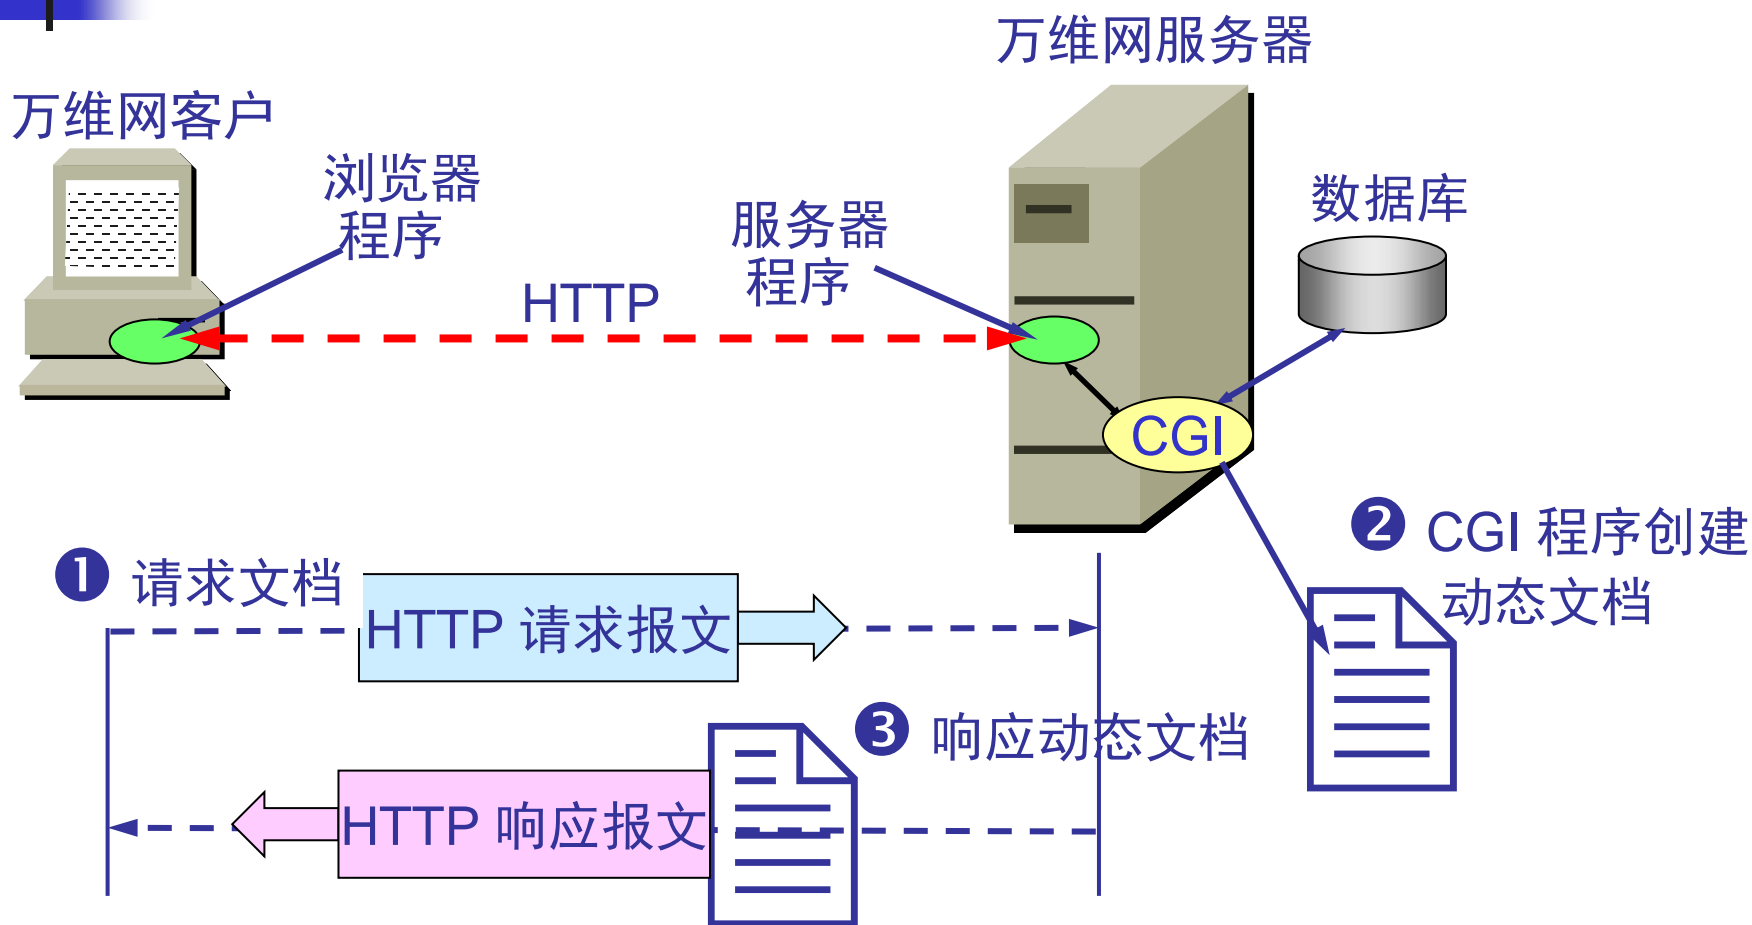 万维网服务器
万维网客户
浏览器
程序
服务器
程序
数据库
HTTP
CGI
❷ CGI 程序创建
动态文档
❶ 请求文档
HTTP 请求报文
❸ 响应动态文档
HTTP 响应报文